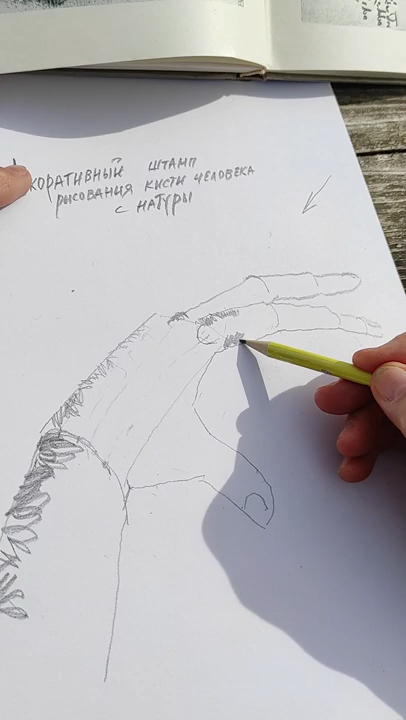 коративный штамп
рисования кисти человека
с натуры